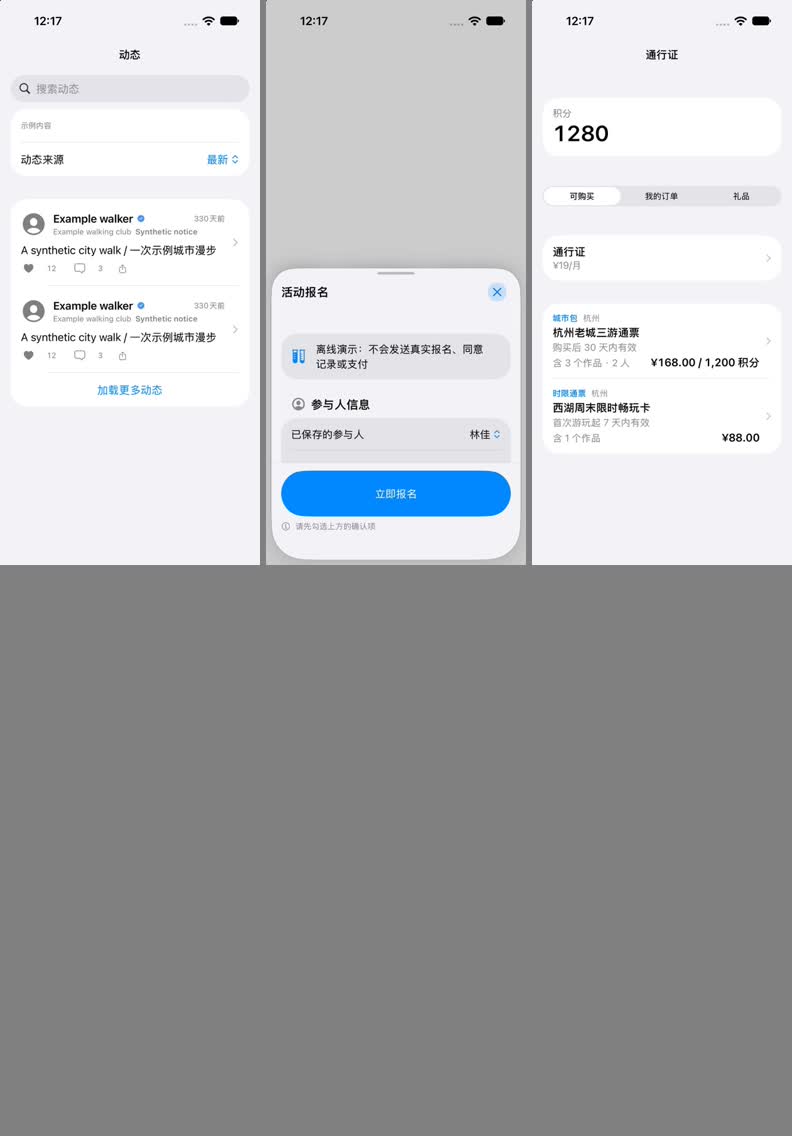 12:17
动态
搜索动态
示例内容
动态来源
最新
Example walker
330天前
Example walking club Synthetic notice
A synthetic city walk / 一次示例城市漫步
12
3
Example walker
330天前
Example walking club Synthetic notice
A synthetic city walk / 一次示例城市漫步
12
3
加载更多动态
12:17
活动报名
离线演示：不会发送真实报名、同意
记录或支付
参与人信息
已保存的参与人
林佳
立即报名
请先勾选上方的确认项
12:17
通行证
积分
1280
可购买
我的订单
礼品
通行证
¥19/月
城市包 杭州
杭州老城三游通票
购买后 30 天内有效
含 3 个作品 · 2 人
¥168.00 / 1,200 积分
时限通票 杭州
西湖周末限时畅玩卡
首次游玩起 7 天内有效
含 1 个作品
¥88.00